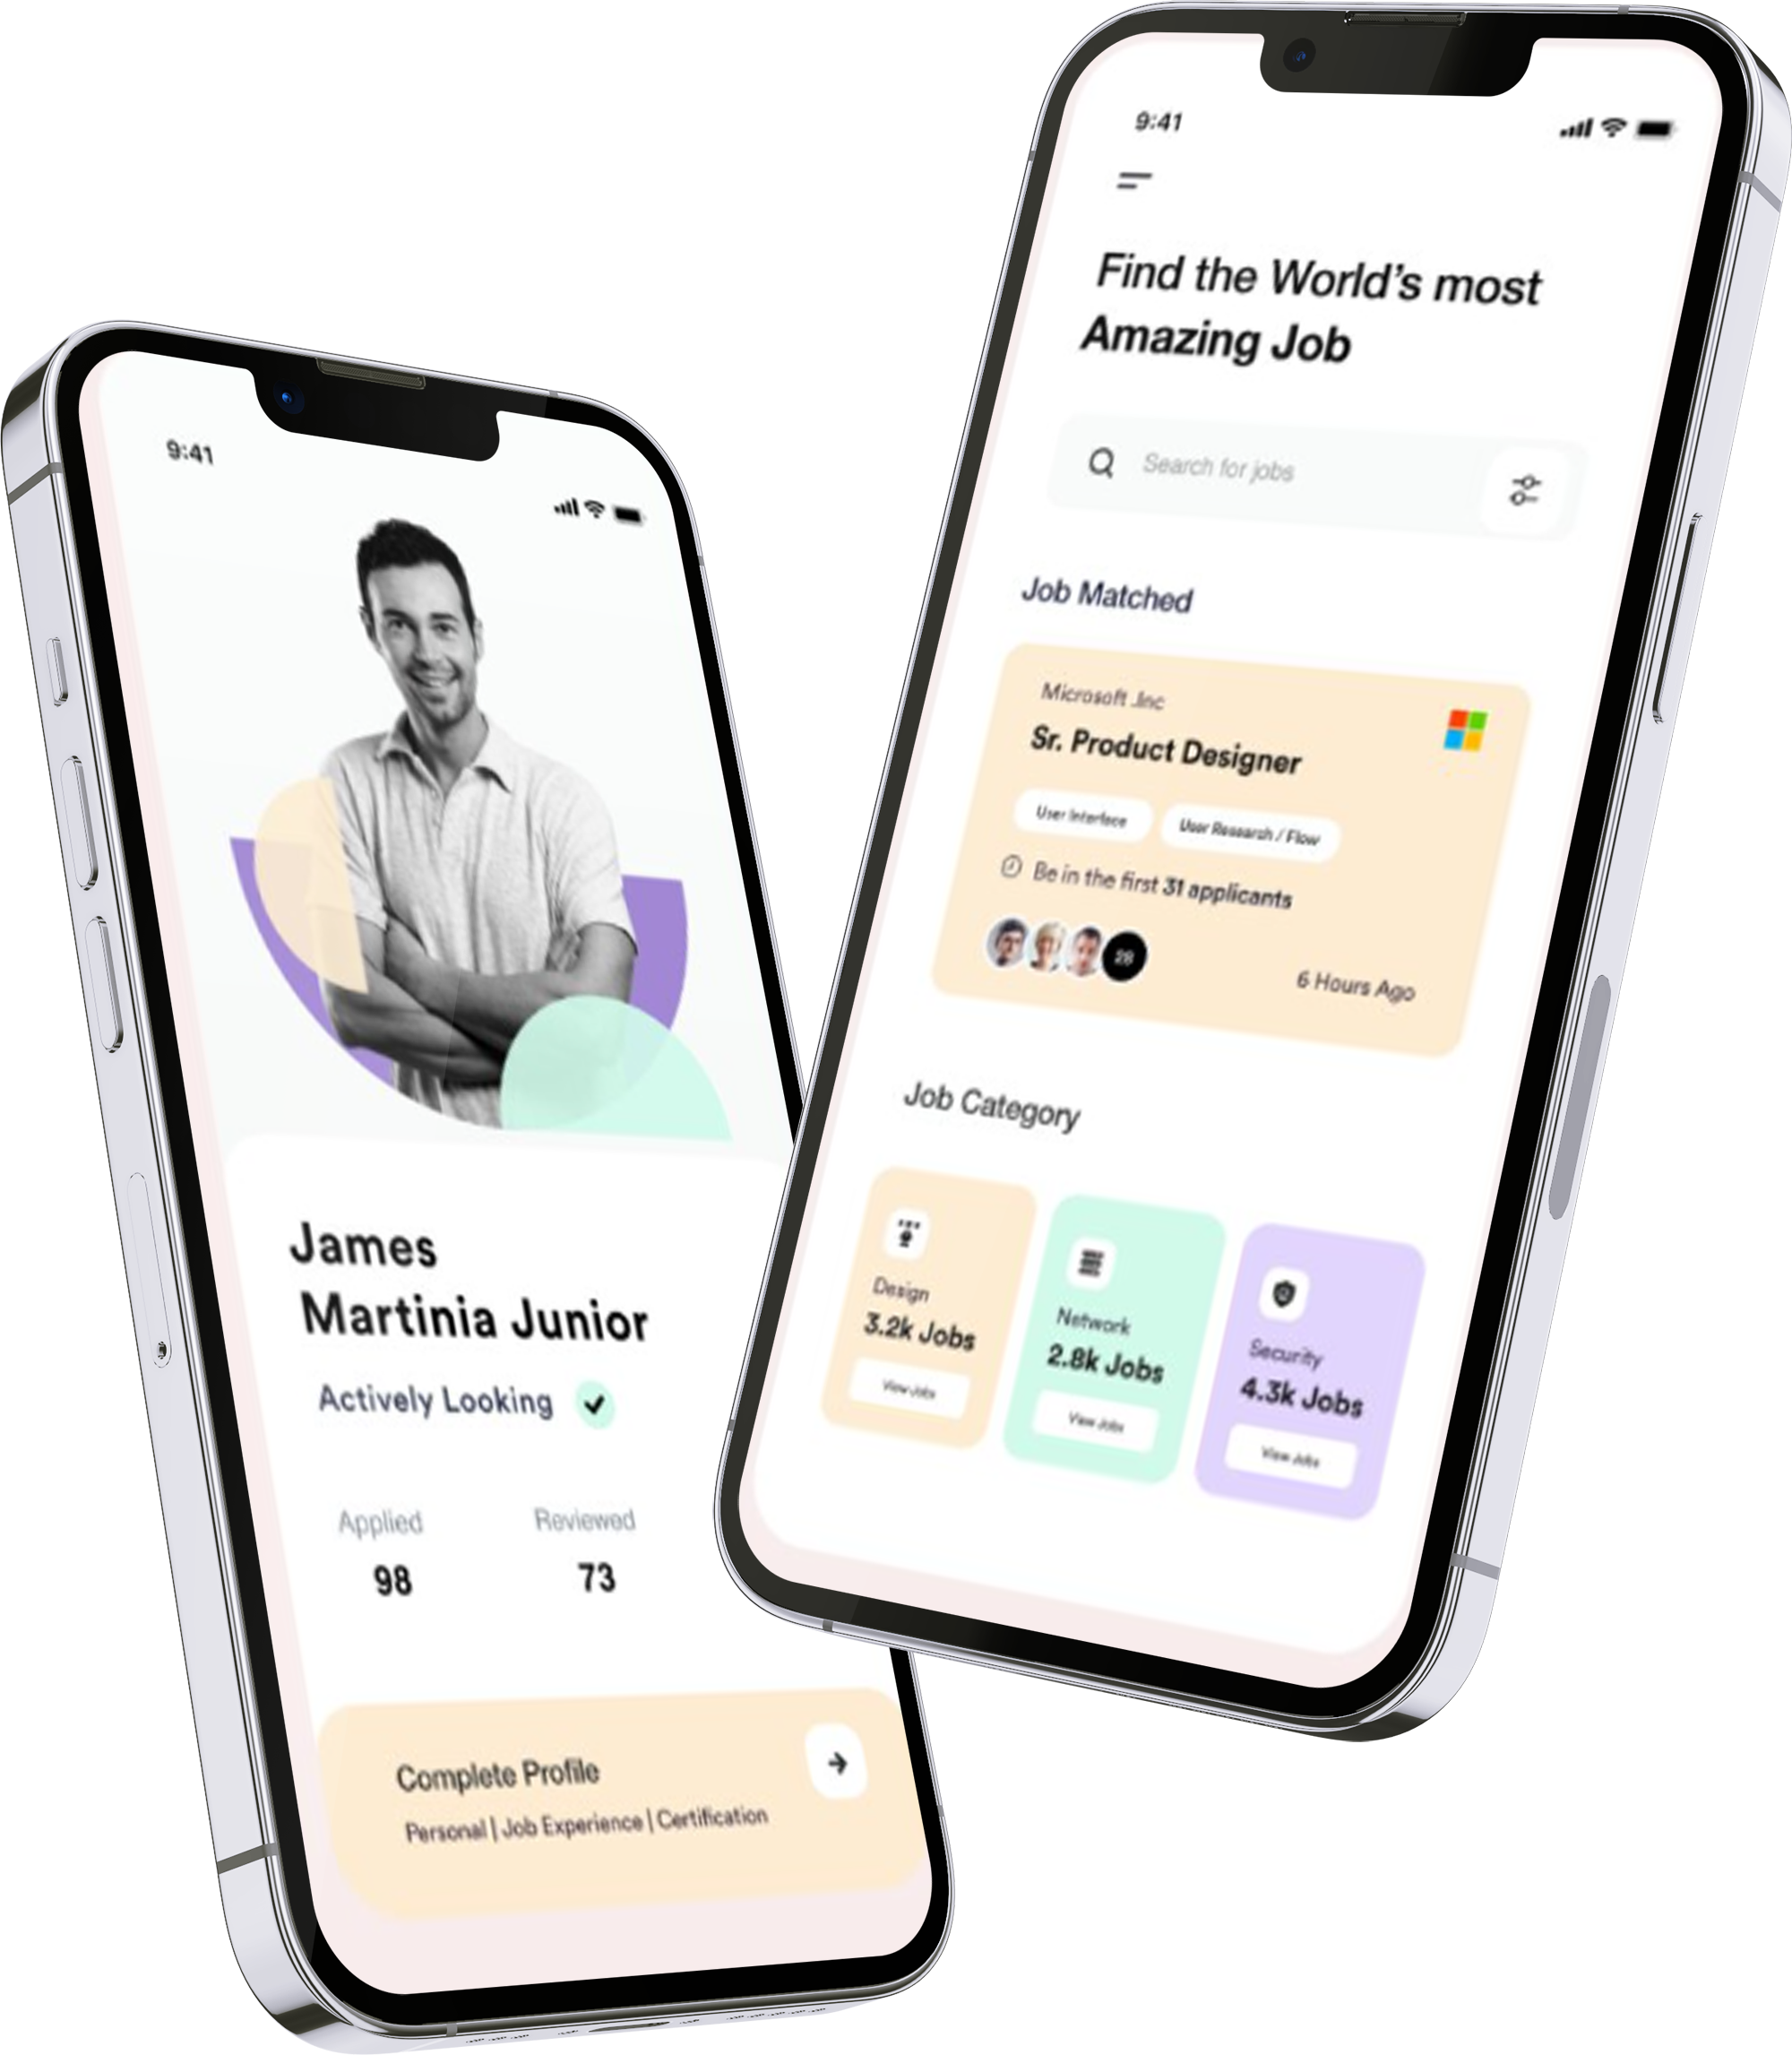 9:41
James
Martinia Junior
Actively Looking
Applied
Reviewed
98
73
Complete Profile
Personal | Job Experience | Certification
9:41
Find the World's most
Amazing Job
Search for jobs
Job Matched
Microsoft .Inc
Sr. Product Designer
User Interface
User Research / Flow
Be in the first 31 applicants
28
6 Hours Ago
Job Category
Design
3.2k Jobs
View Jobs
Network
2.8k Jobs
View Jobs
Security
4.3k Jobs
View Jobs